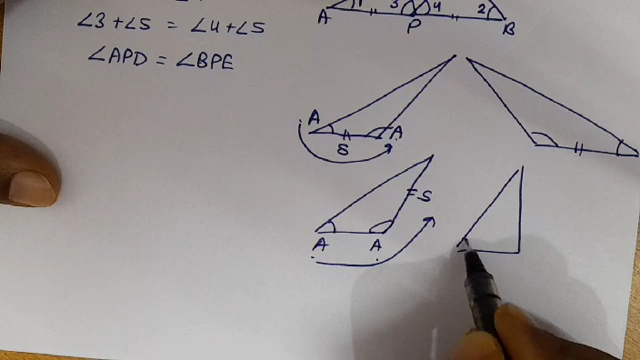 ∠3 + ∠5 = ∠4 + ∠5
∠APD = ∠BPE
A 1 3 4 2 B
P
A A
S
S
A A